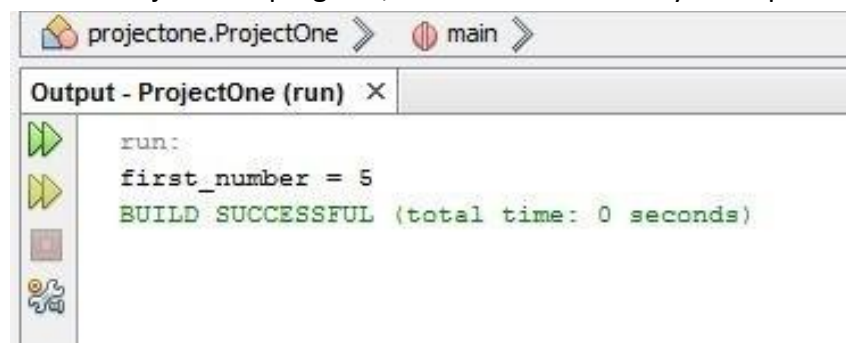 projectone.ProjectOne main
Output - ProjectOne (run)
run:
first_number = 5
BUILD SUCCESSFUL (total time: 0 seconds)